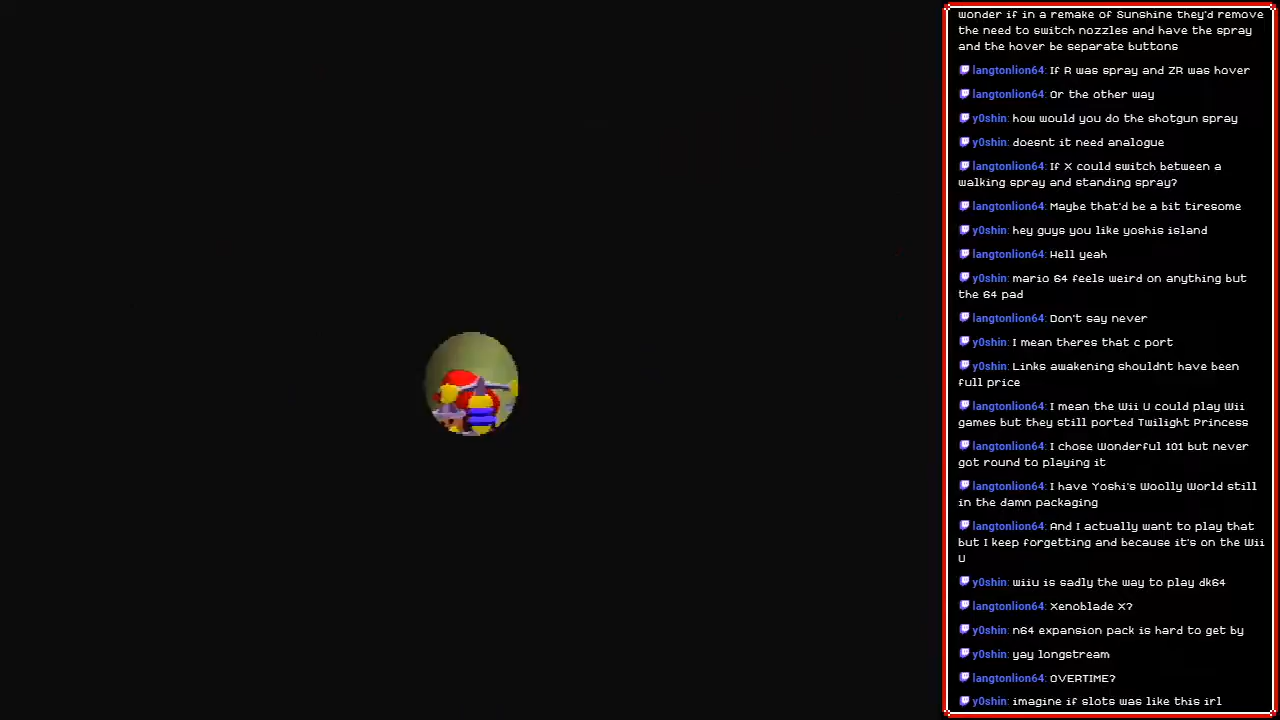 wonder if in a remake of Sunshine they'd remove
the need to switch nozzles and have the spray
and the hover be separate buttons
langtonlion64: If R was spray and ZR was hover
langtonlion64: Or the other way
y0shin: how would you do the shotgun spray
y0shin: doesnt it need analogue
langtonlion64: If X could switch between a
walking spray and standing spray?
langtonlion64: Maybe that'd be a bit tiresome
y0shin: hey guys you like yoshis island
langtonlion64: Hell yeah
y0shin: mario 64 feels weird on anything but
the 64 pad
langtonlion64: Don't say never
y0shin: I mean theres that c port
y0shin: Links awakening shouldnt have been
full price
langtonlion64: I mean the Wii U could play Wii
games but they still ported Twilight Princess
langtonlion64: I chose Wonderful 101 but never
got round to playing it
langtonlion64: I have Yoshi's Woolly World still
in the damn packaging
langtonlion64: And I actually want to play that
but I keep forgetting and because it's on the Wii
U
y0shin: wiiu is sadly the way to play dk64
langtonlion64: Xenoblade X?
y0shin: n64 expansion pack is hard to get by
y0shin: yay longstream
langtonlion64: OVERTIME?
y0shin: imagine if slots was like this irl